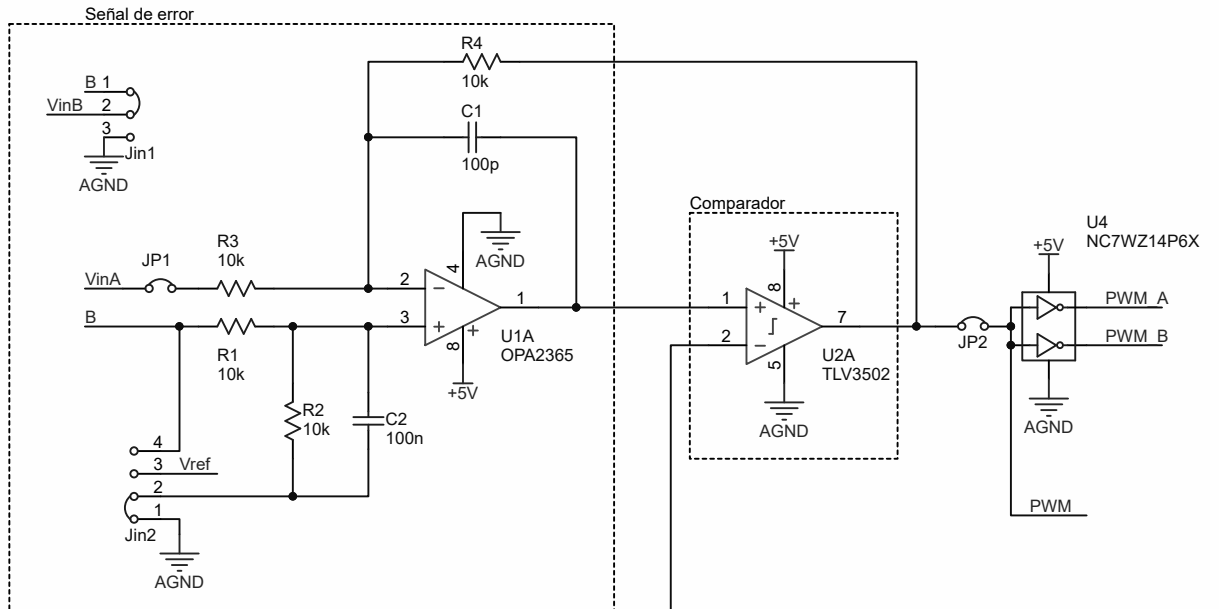 Señal de error
R4
10k
B 1
VinB 2
3
Jin1
AGND
C1
100p
Comparador
U4
NC7WZ14P6X
+5V
+5V
4
AGND
R3
10k
JP1
VinA
2
8
1
1
PWM_A
B
3
U1A
OPA2365
8
+5V
7
2
U2A
TLV3502
5
AGND
JP2
PWM_B
R1
10k
R2
10k
C2
100n
AGND
4
3 Vref
2
1
Jin2
AGND
PWM